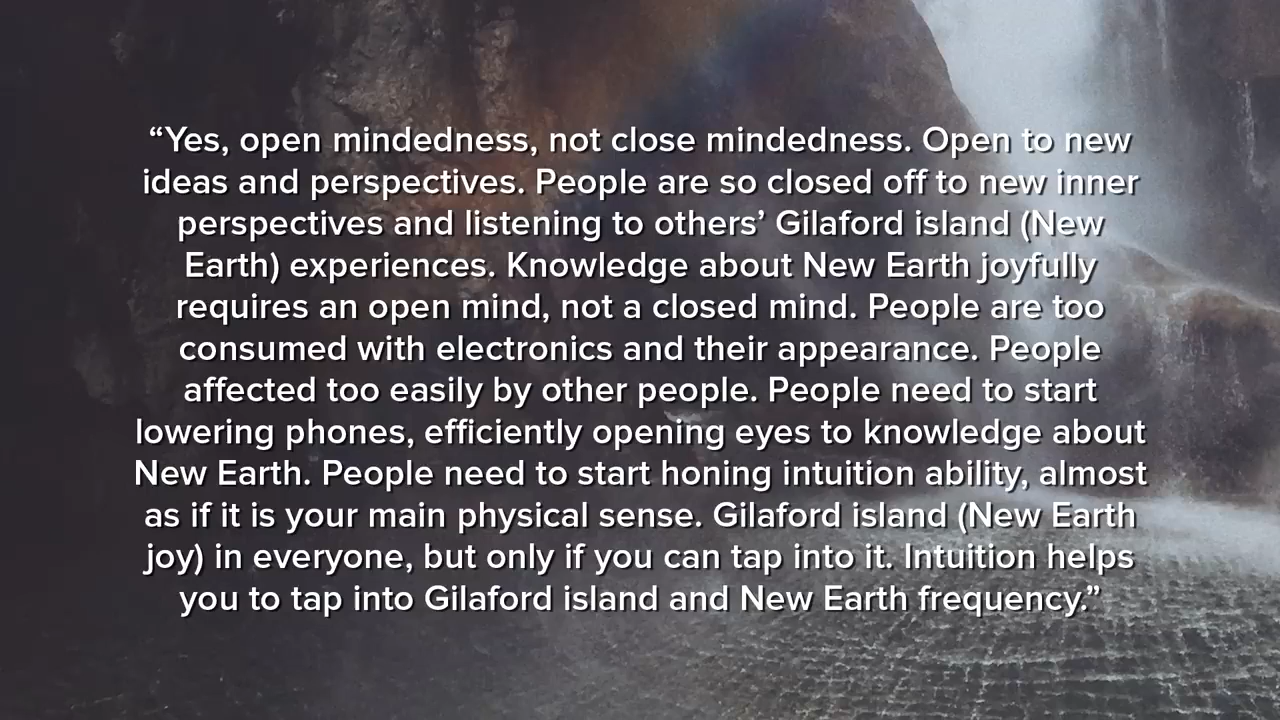 “Yes, open mindedness, not close mindedness. Open to new
ideas and perspectives. People are so closed off to new inner
perspectives and listening to others’ Gilaford island (New
Earth) experiences. Knowledge about New Earth joyfully
requires an open mind, not a closed mind. People are too
consumed with electronics and their appearance. People
affected too easily by other people. People need to start
lowering phones, efficiently opening eyes to knowledge about
New Earth. People need to start honing intuition ability, almost
as if it is your main physical sense. Gilaford island (New Earth
joy) in everyone, but only if you can tap into it. Intuition helps
you to tap into Gilaford island and New Earth frequency.”